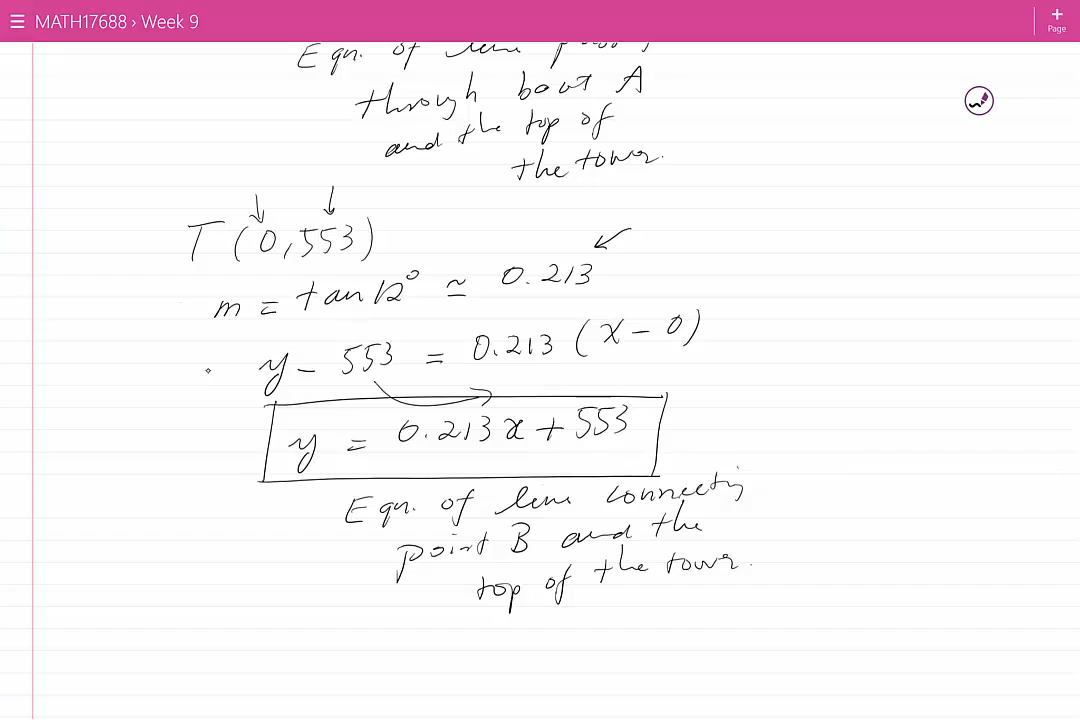 MATH17688 › Week 9
Page
Eqn. of line
through boat A
and the top of
the tower.
T(0,553)
m = tan 12° ≃ 0.213
y - 553 = 0.213 (x - 0)
y = 0.213x + 553
Eqn. of line connecting
point B and the
top of the tower.